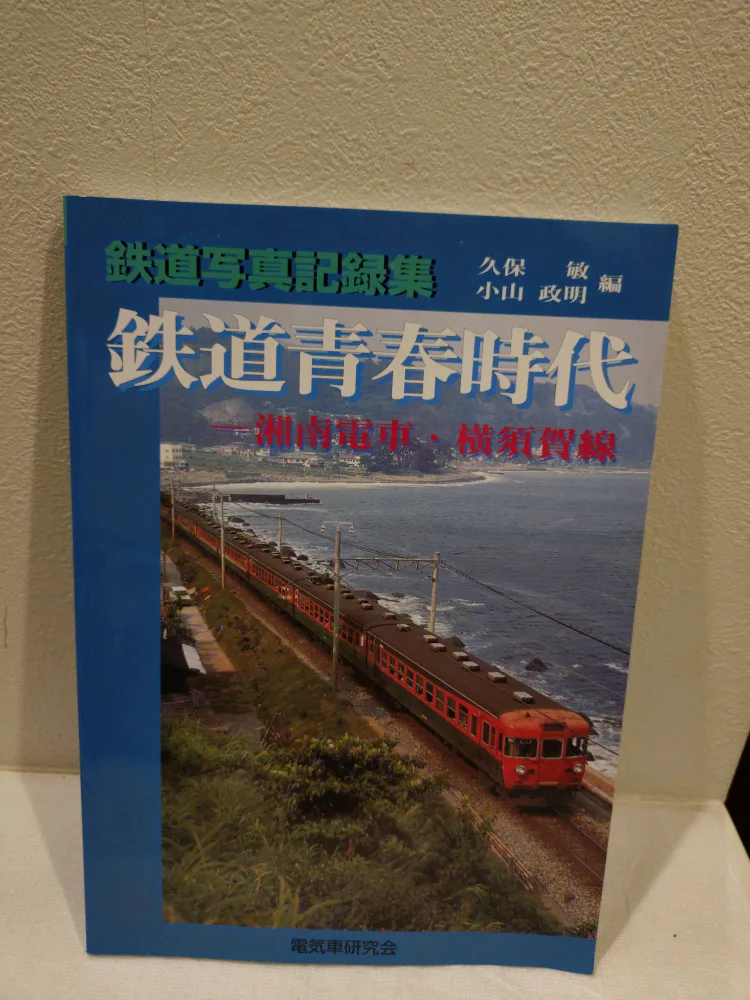 鉄道写真記録集
久保 敏
小山 政明 編
鉄道青春時代
―湘南電車・横須賀線
電気車研究会